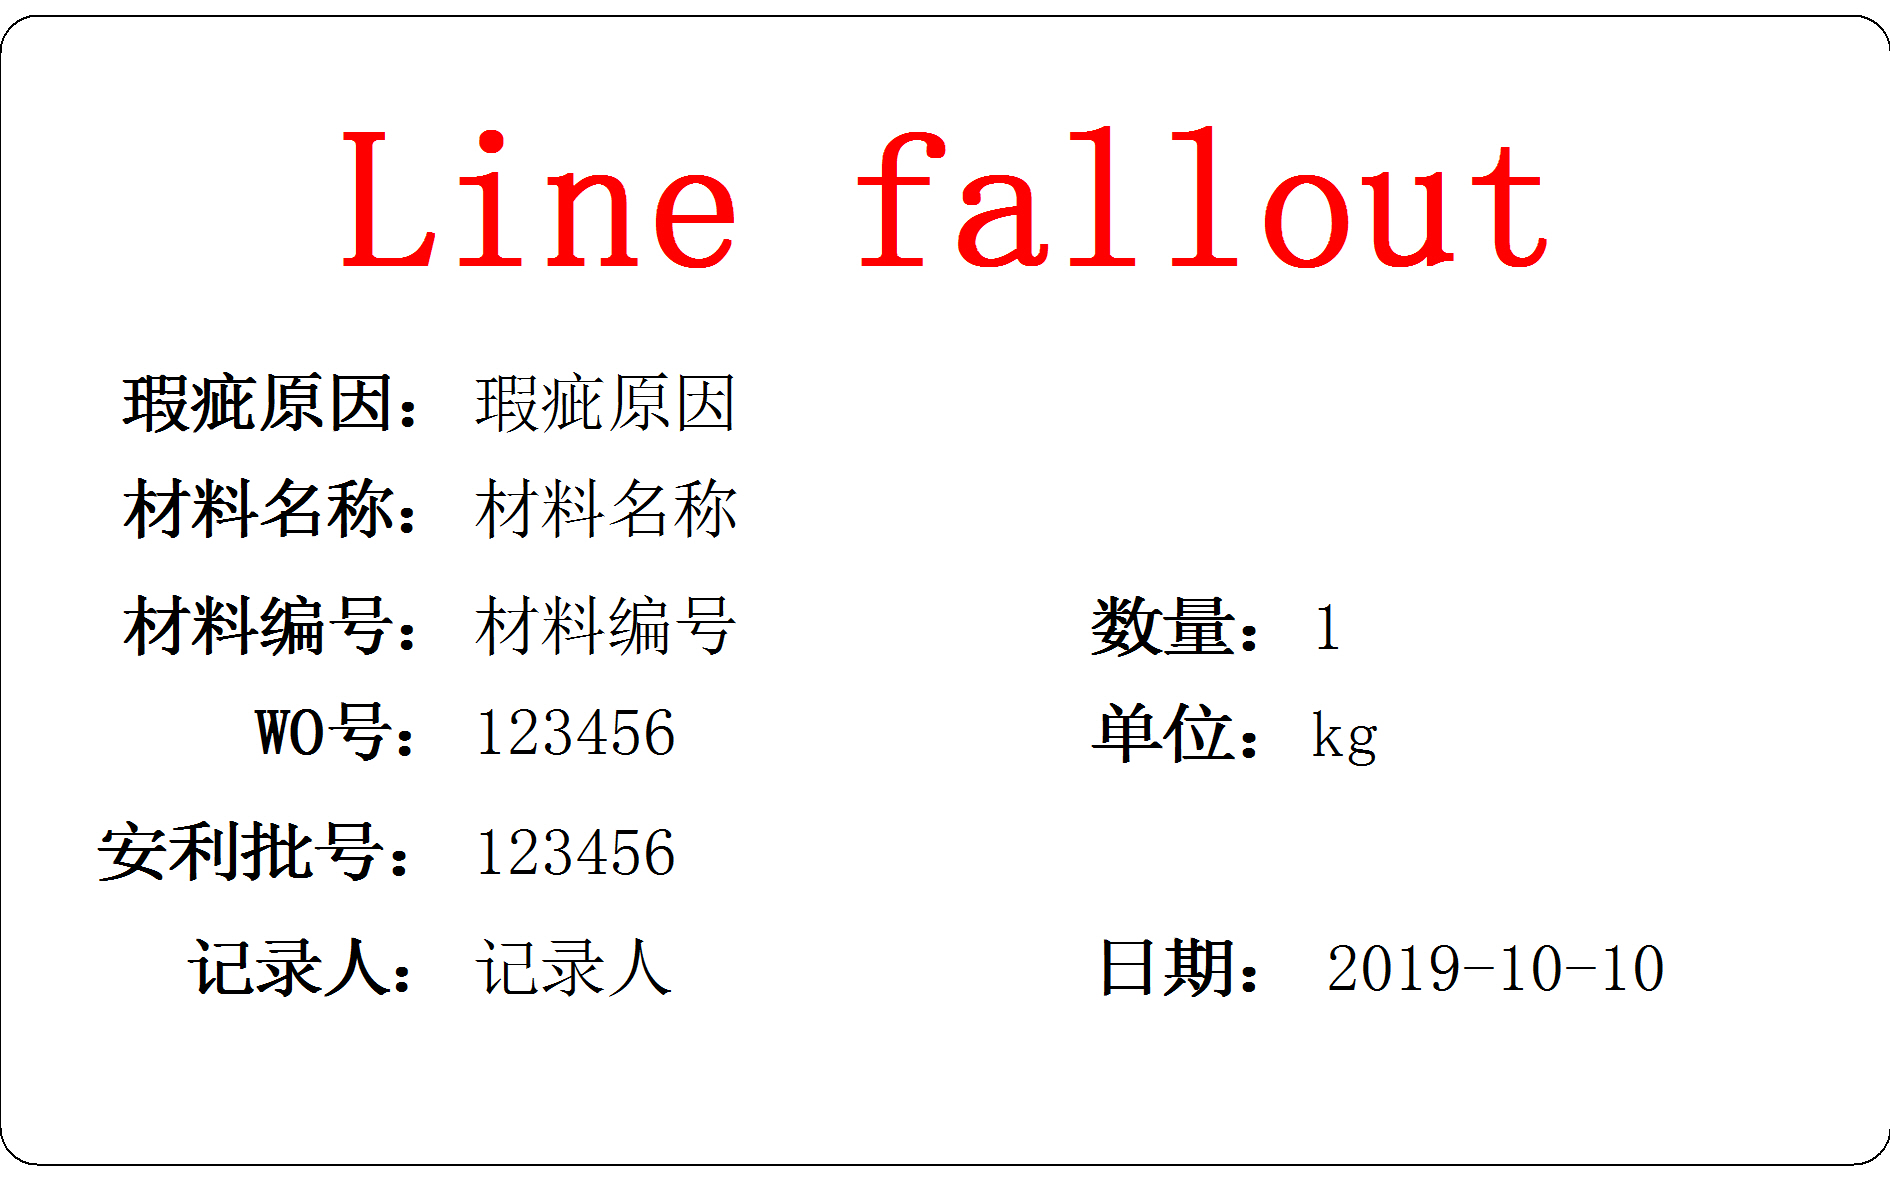 Line fallout
瑕疵原因： 瑕疵原因
材料名称： 材料名称
材料编号： 材料编号 数量： 1
WO号： 123456 单位： kg
安利批号： 123456
记录人： 记录人 日期： 2019-10-10